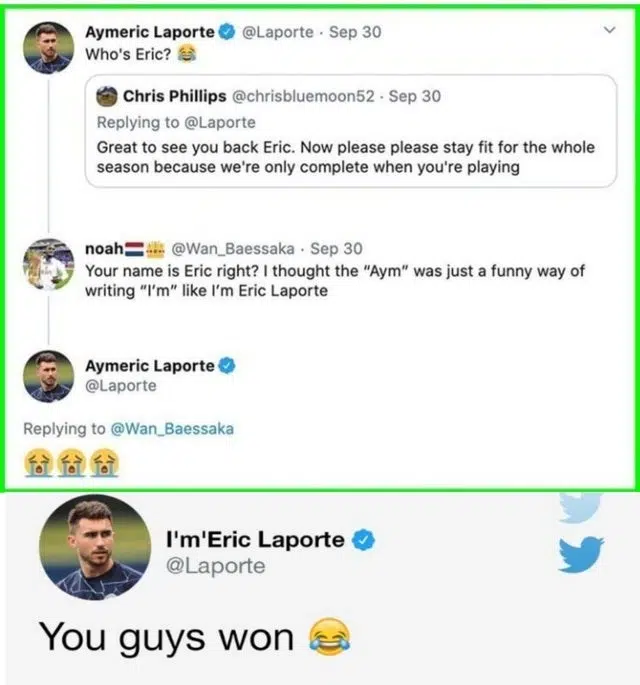 Aymeric Laporte @Laporte · Sep 30
Who's Eric? 😂
Chris Phillips @chrisbluemoon52 · Sep 30
Replying to @Laporte
Great to see you back Eric. Now please please stay fit for the whole
season because we're only complete when you're playing
noah @Wan_Baessaka · Sep 30
Your name is Eric right? I thought the "Aym" was just a funny way of
writing "I'm" like I'm Eric Laporte
Aymeric Laporte
@Laporte
Replying to @Wan_Baessaka
😭😭😭
I'm'Eric Laporte
@Laporte
You guys won 😂